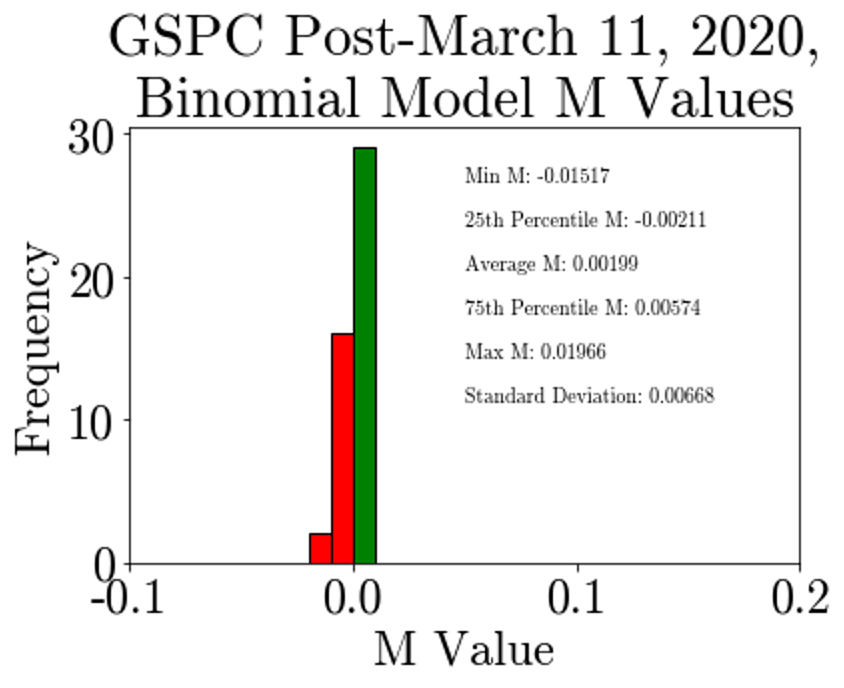 GSPC Post-March 11, 2020,
Binomial Model M Values
30
20
10
0
Frequency
Min M: -0.01517
25th Percentile M: -0.00211
Average M: 0.00199
75th Percentile M: 0.00574
Max M: 0.01966
Standard Deviation: 0.00668
-0.1 0.0 0.1 0.2
M Value